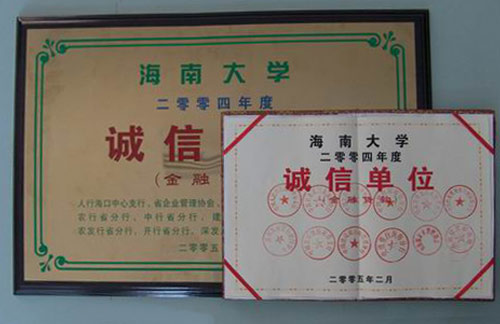 海南大学
二零零四年度
诚信
(金融
人行海口中心支行、省企业管理协会、
农行省分行、中行省分行、建
农发行省分行、开行省分行、深发
二零零五
海南大学
二零零四年度
诚信单位
(金融贷款)
二零零五年二月